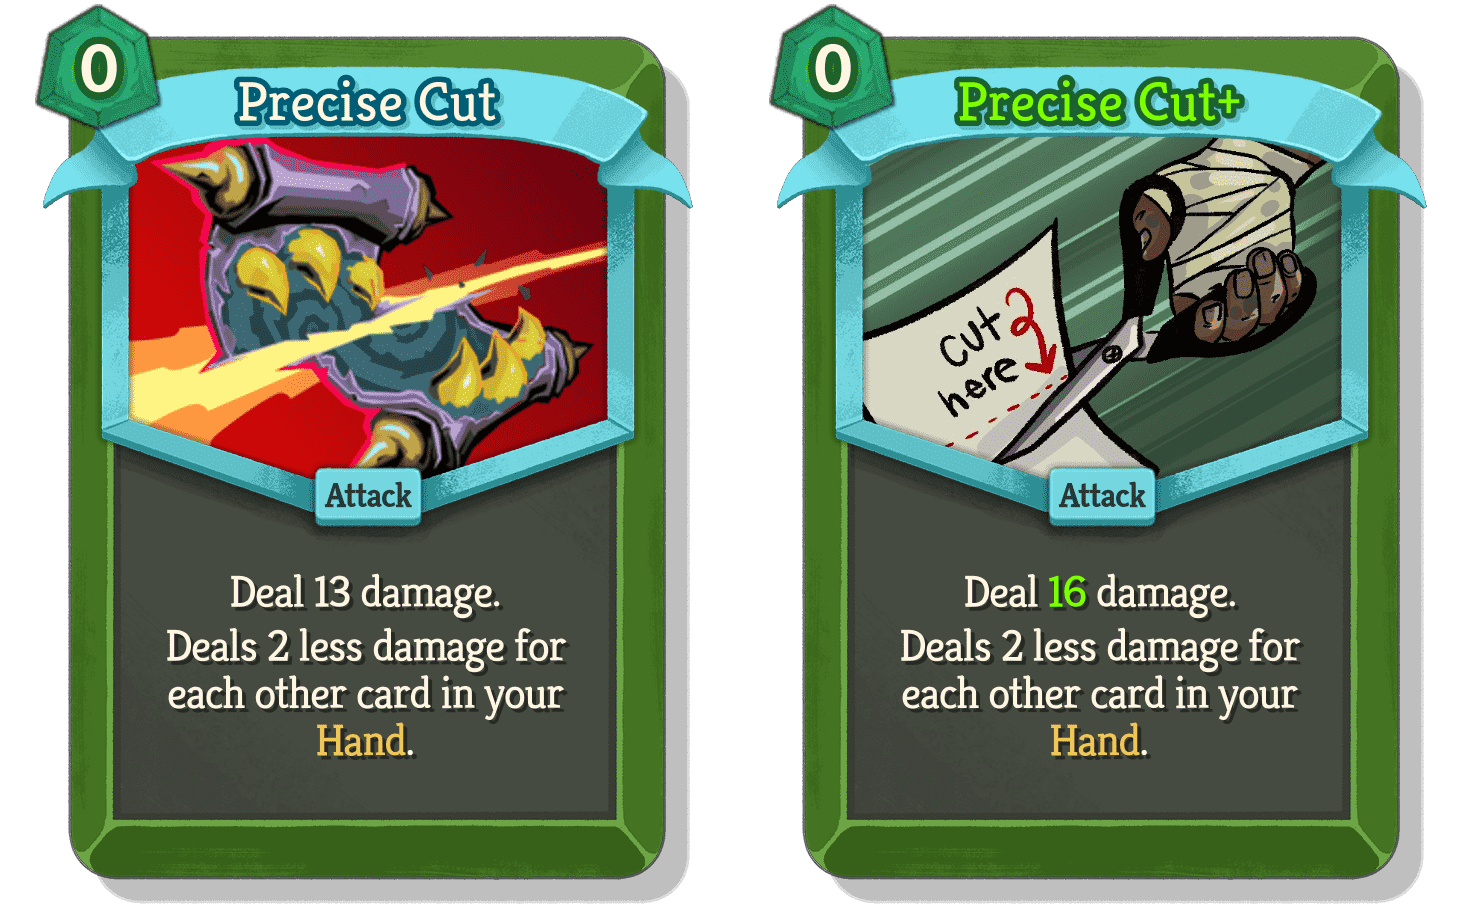 0
Precise Cut
Attack
Deal 13 damage.
Deals 2 less damage for
each other card in your
Hand.
0
Precise Cut+
cut
here
Attack
Deal 16 damage.
Deals 2 less damage for
each other card in your
Hand.